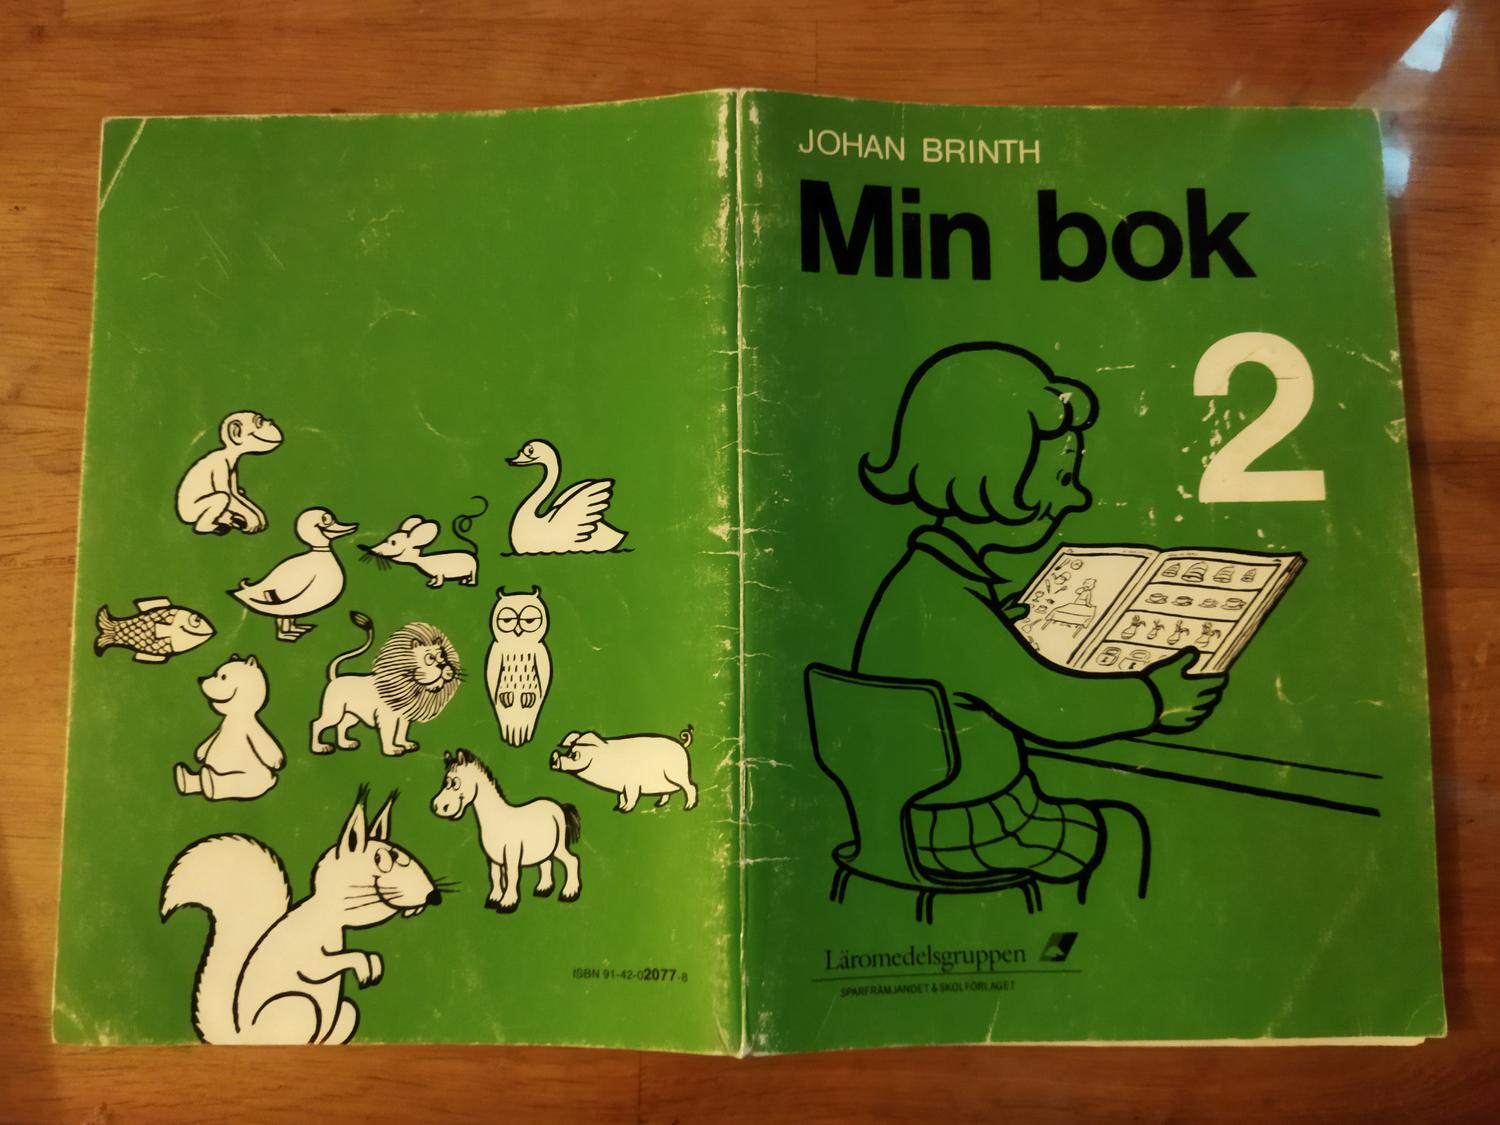 JOHAN BRINTH
Min bok
2
Läromedelsgruppen
SPARFRÄMJANDET & SKOLFÖRLAGET
ISBN 91-42-02077-8